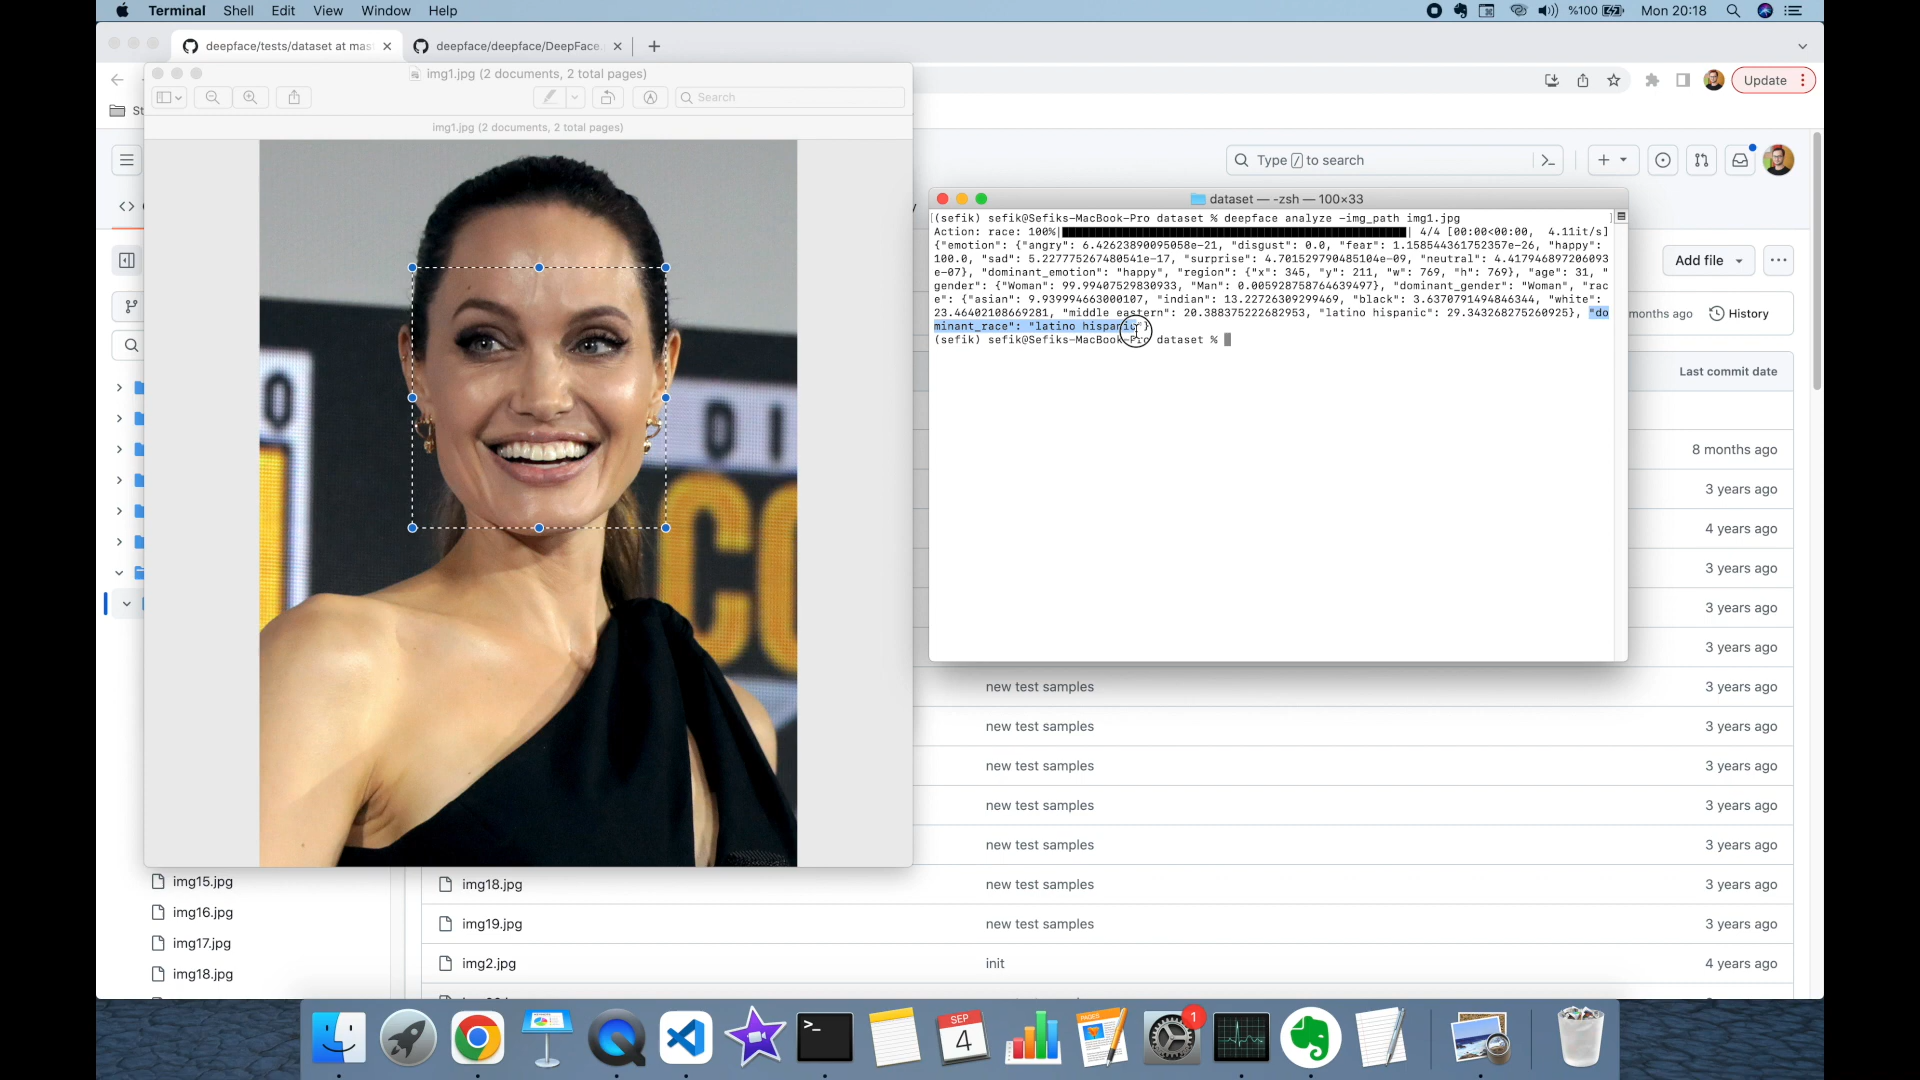 Terminal Shell Edit View Window Help
%100 Mon 20:18
deepface/tests/dataset at mas
deepface/deepface/DeepFace.
img1.jpg (2 documents, 2 total pages)
Search
Update
St
img1.jpg (2 documents, 2 total pages)
Type / to search
dataset — -zsh — 100×33
(sefik) sefik@Sefiks-MacBook-Pro dataset % deepface analyze -img_path img1.jpg
Action: race: 100%| | 4/4 [00:00<00:00, 4.11it/s]
{"emotion": {"angry": 6.42623890095058e-21, "disgust": 0.0, "fear": 1.158544361752357e-26, "happy":
100.0, "sad": 5.227775267480541e-17, "surprise": 4.701529790485104e-09, "neutral": 4.417946897206093
e-07}, "dominant_emotion": "happy", "region": {"x": 345, "y": 211, "w": 769, "h": 769}, "age": 31, "
gender": {"Woman": 99.99407529830933, "Man": 0.005928758764639497}, "dominant_gender": "Woman", "rac
e": {"asian": 9.939994663000107, "indian": 13.22726309299469, "black": 3.6370791494846344, "white":
23.46402108669281, "middle eastern": 20.388375222682953, "latino hispanic": 29.343268275260925}, "do
minant_race": "latino hispanic"}
(sefik) sefik@Sefiks-MacBook-Pro dataset %
Add file
months ago History
Last commit date
8 months ago
3 years ago
4 years ago
3 years ago
3 years ago
3 years ago
new test samples 3 years ago
new test samples 3 years ago
new test samples 3 years ago
new test samples 3 years ago
new test samples 3 years ago
DI
CO
img15.jpg
img16.jpg
img17.jpg
img18.jpg
img18.jpg new test samples 3 years ago
img19.jpg new test samples 3 years ago
img2.jpg init 4 years ago
SEP
4
1